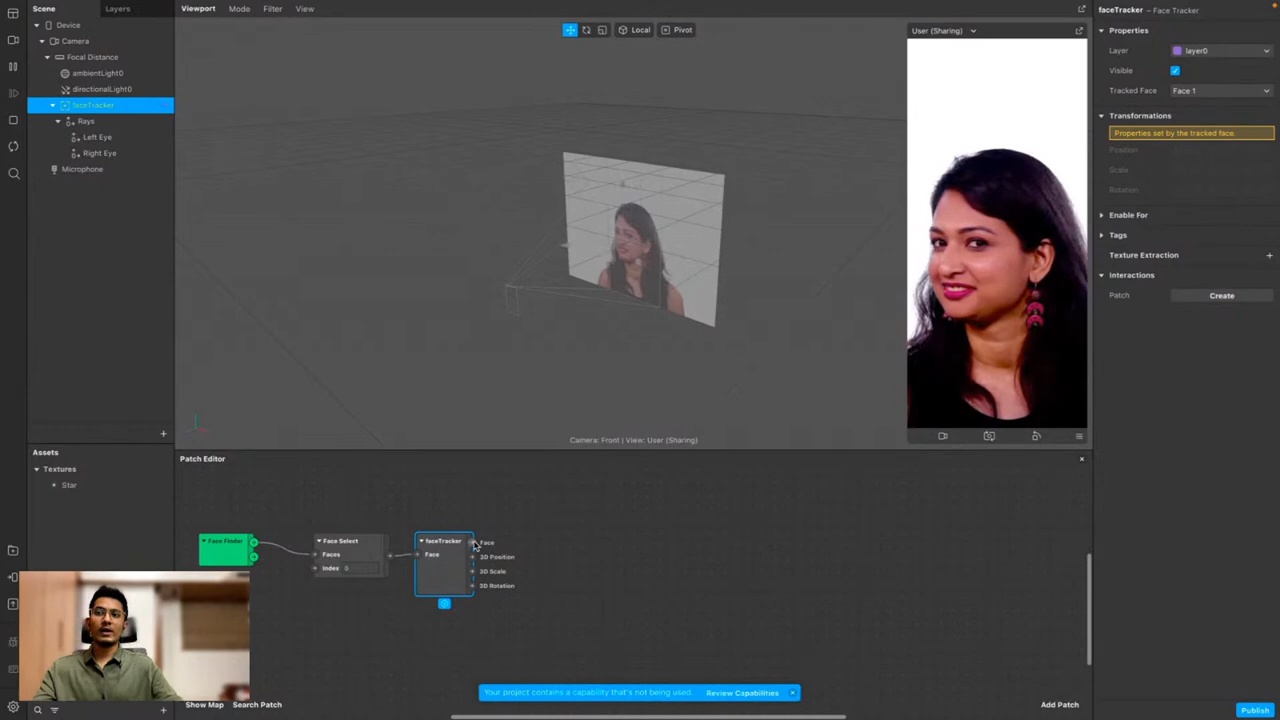 Scene
Layers
Device
Camera
Focal Distance
ambientLight0
directionalLight0
faceTracker
Rays
Left Eye
Right Eye
Microphone
Assets
Textures
Star
Viewport
Mode
Filter
View
Local
Pivot
Camera: Front | View: User (Sharing)
User (Sharing)
faceTracker – Face Tracker
Properties
Layer
layer0
Visible
Tracked Face
Face 1
Transformations
Properties set by the tracked face.
Position
Scale
Rotation
Enable For
Tags
Texture Extraction
Interactions
Patch
Create
Patch Editor
Face Finder
Face Select
Faces
Index
0
faceTracker
Face
Face
3D Position
3D Scale
3D Rotation
Your project contains a capability that's not being used.
Review Capabilities
Show Map
Search Patch
Add Patch
Publish